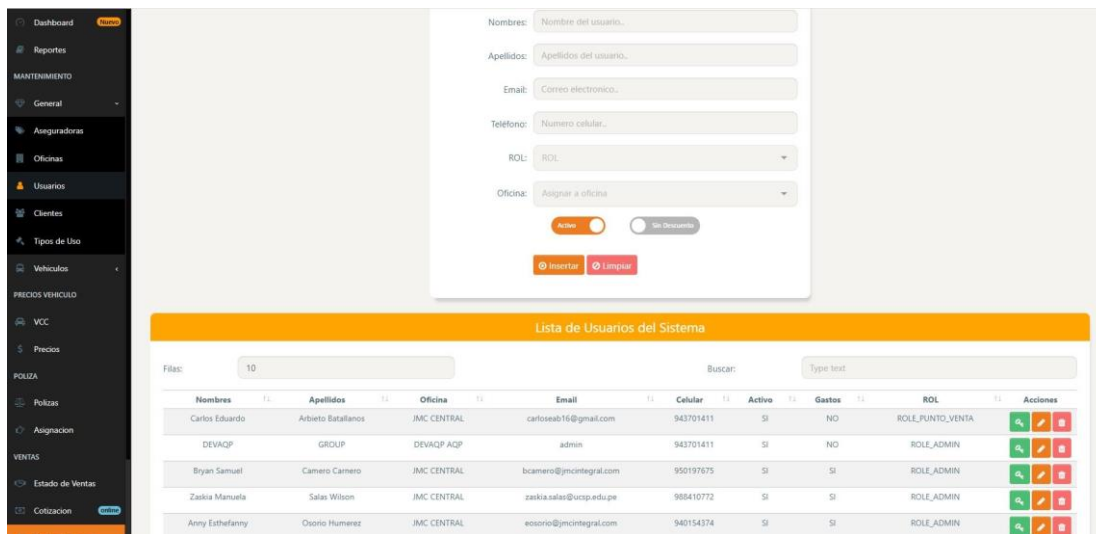 Dashboard Nuevo
Reportes
MANTENIMIENTO
General
Aseguradoras
Oficinas
Usuarios
Clientes
Tipos de Uso
Vehiculos
PRECIOS VEHICULO
VCC
Precios
POLIZA
Polizas
Asignacion
VENTAS
Estado de Ventas
Cotizacion online
Nombres: Nombre del usuario..
Apellidos: Apellidos del usuario..
Email: Correo electronico..
Teléfono: Numero celular..
ROL: ROL
Oficina: Asignar a oficina
Activo Sin Descuento
Insertar Limpiar
Lista de Usuarios del Sistema
Filas: 10 Buscar: Type text
Nombres Apellidos Oficina Email Celular Activo Gastos ROL Acciones
Carlos Eduardo Arbieto Batallanos JMC CENTRAL carloseab16@gmail.com 943701411 SI NO ROLE_PUNTO_VENTA
DEVAQP GROUP DEVAQP AQP admin 943701411 SI NO ROLE_ADMIN
Bryan Samuel Camero Carnero JMC CENTRAL bcamero@jmcintegral.com 950197675 SI SI ROLE_ADMIN
Zaskia Manuela Salas Wilson JMC CENTRAL zaskia.salas@ucsp.edu.pe 988410772 SI SI ROLE_ADMIN
Anny Esthefanny Osorio Humerez JMC CENTRAL eosorio@jmcintegral.com 940154374 SI SI ROLE_ADMIN